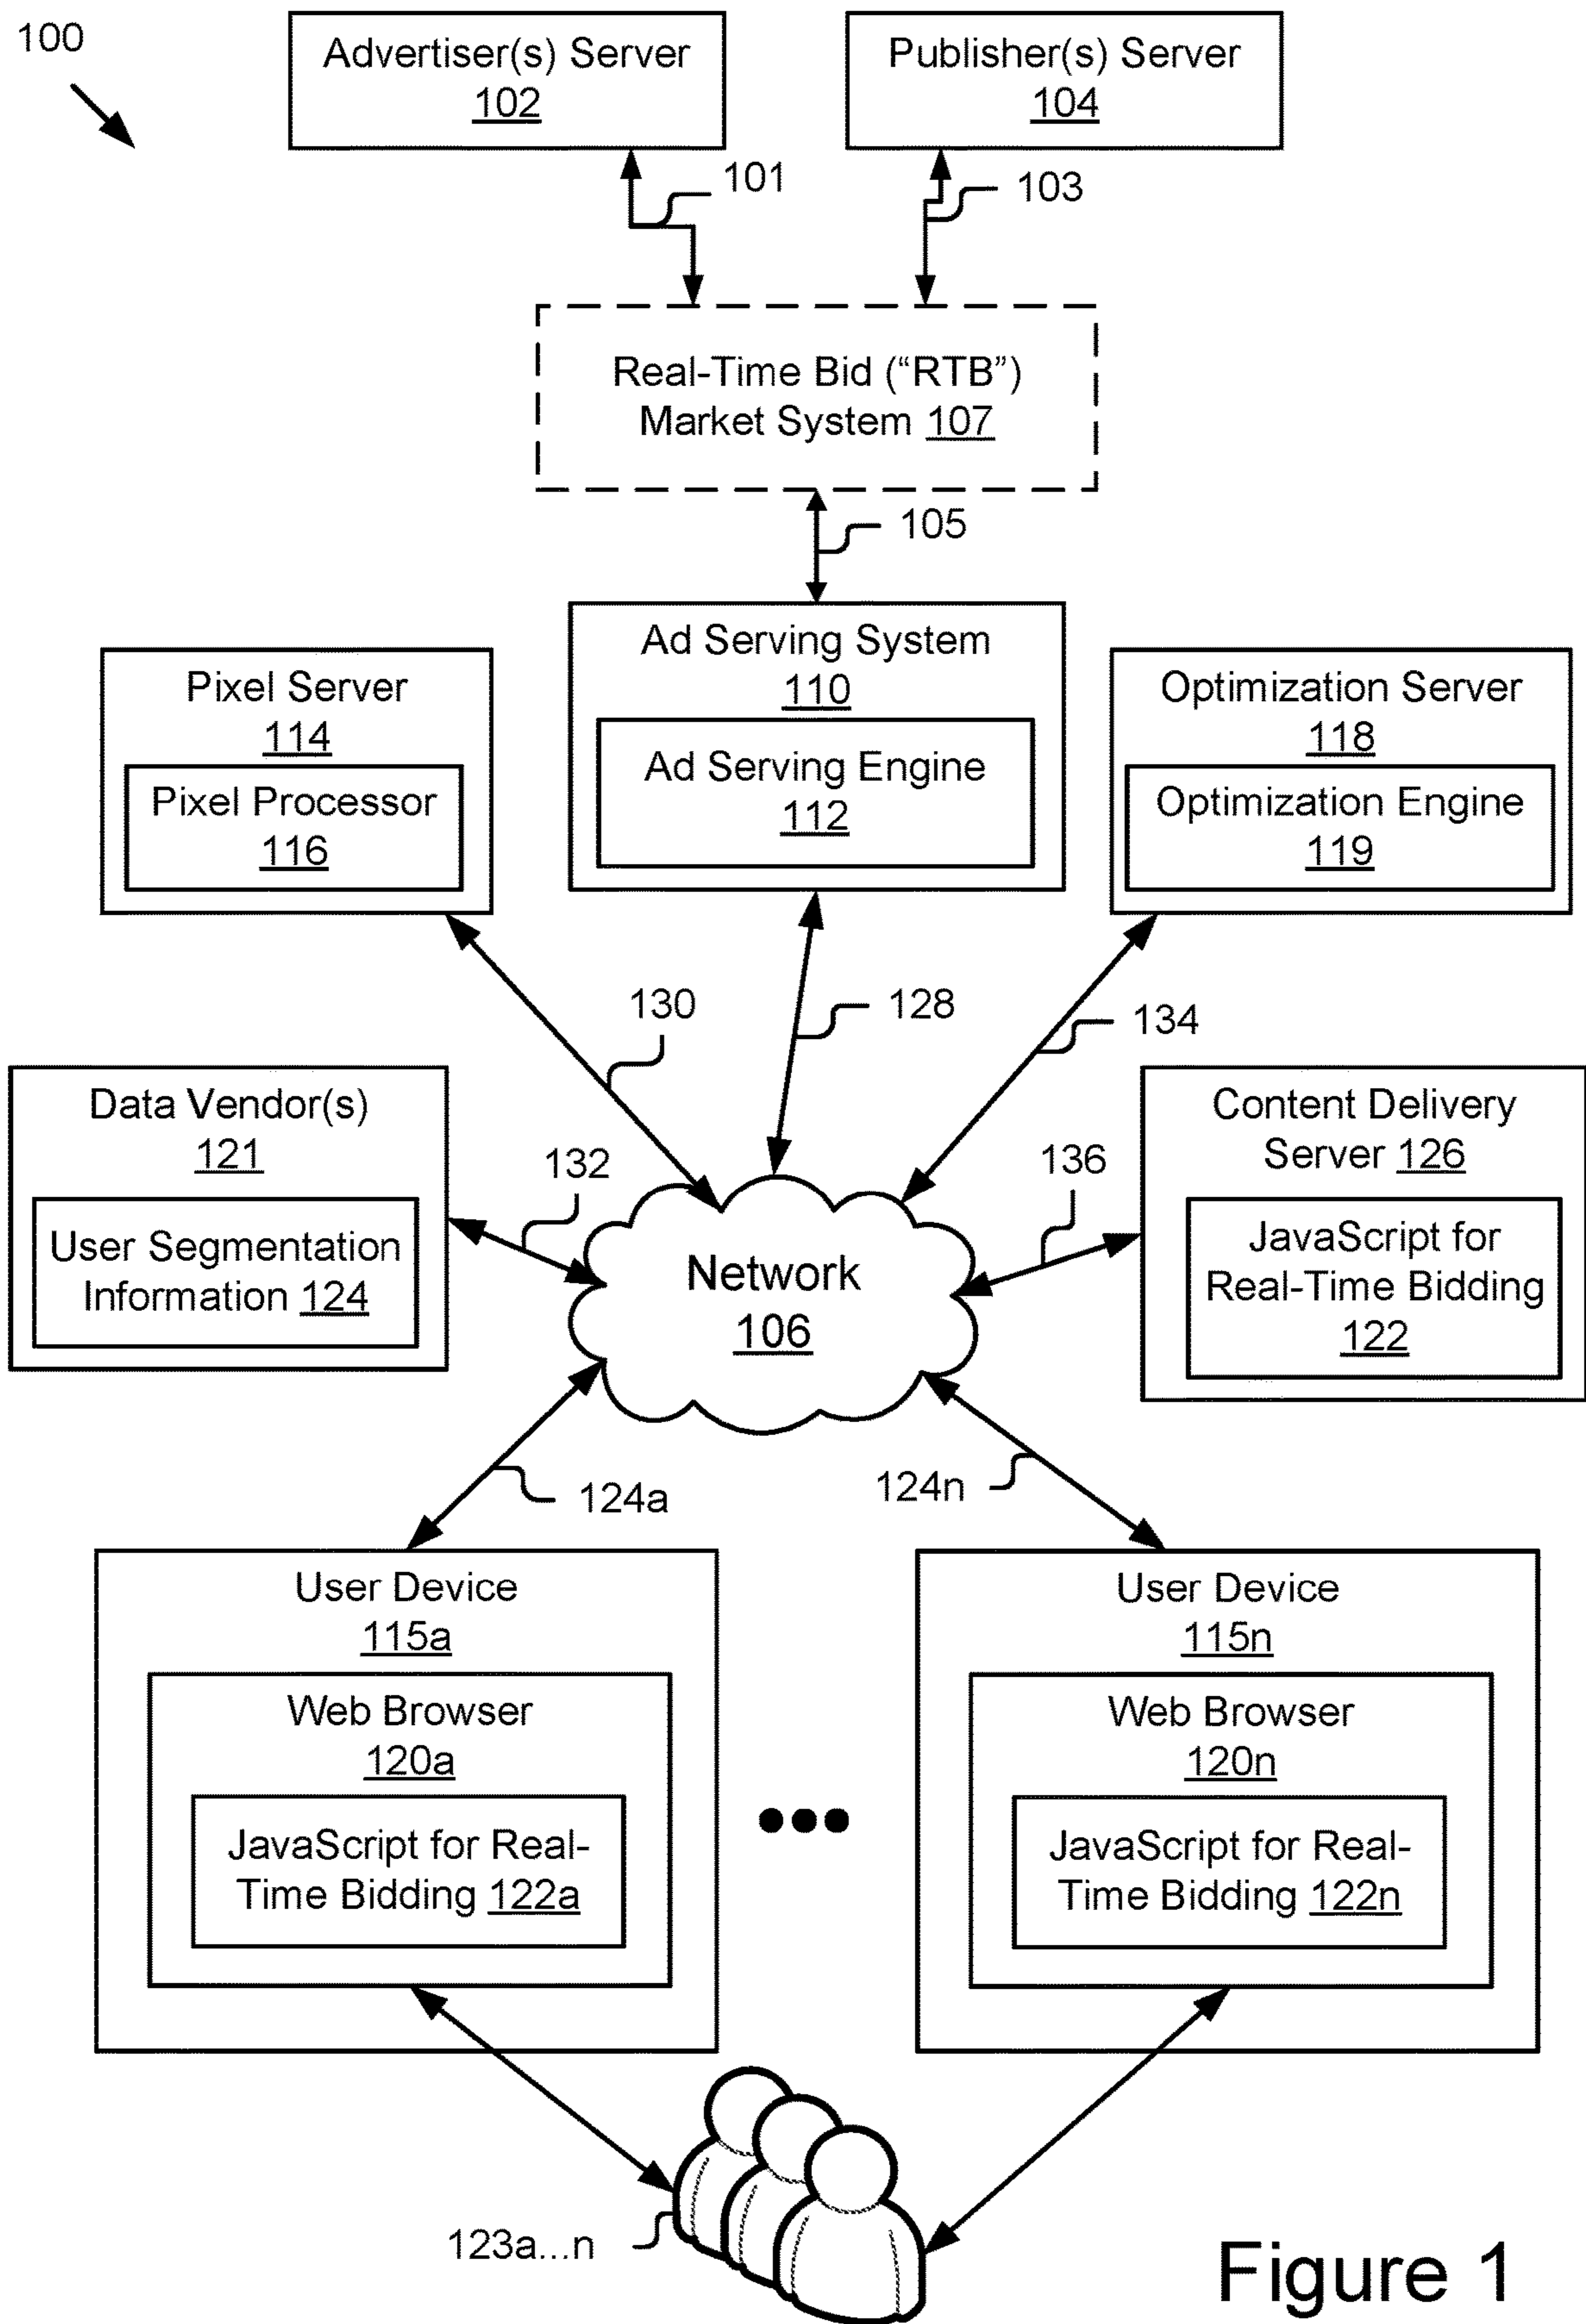 100
Advertiser(s) Server
102
Publisher(s) Server
104
101
103
Real-Time Bid (“RTB”)
Market System 107
105
Ad Serving System
110
Ad Serving Engine
112
Pixel Server
114
Pixel Processor
116
Optimization Server
118
Optimization Engine
119
130
128
134
Data Vendor(s)
121
User Segmentation
Information 124
132
136
Content Delivery
Server 126
JavaScript for
Real-Time Bidding
122
Network
106
124a
124n
User Device
115a
Web Browser
120a
JavaScript for Real-
Time Bidding 122a
User Device
115n
Web Browser
120n
JavaScript for Real-
Time Bidding 122n
123a...n
Figure 1